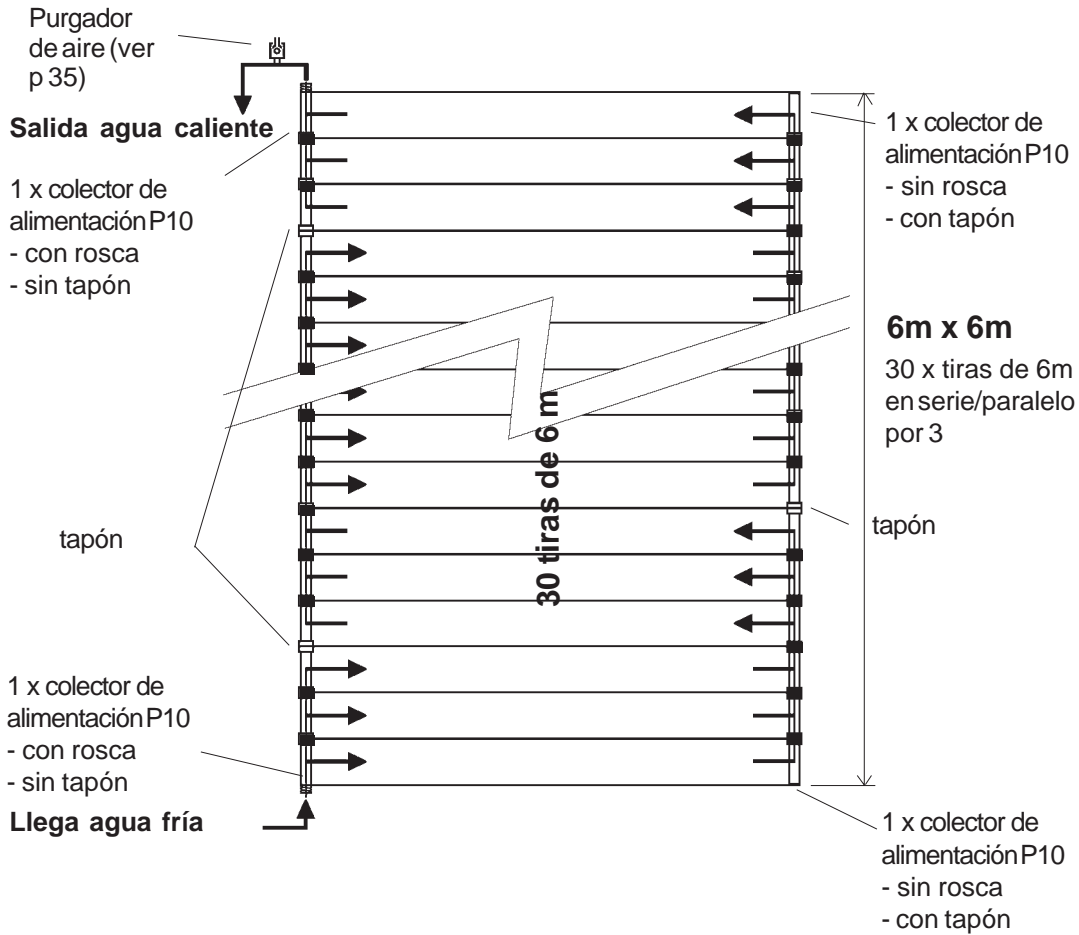 Purgador
de aire (ver
p 35)
Salida agua caliente
1 x colector de
alimentación P10
- con rosca
- sin tapón
1 x colector de
alimentación P10
- sin rosca
- con tapón
6m x 6m
30 x tiras de 6m
en serie/paralelo
por 3
30 tiras de 6 m
tapón
tapón
1 x colector de
alimentación P10
- con rosca
- sin tapón
Llega agua fría
1 x colector de
alimentación P10
- sin rosca
- con tapón